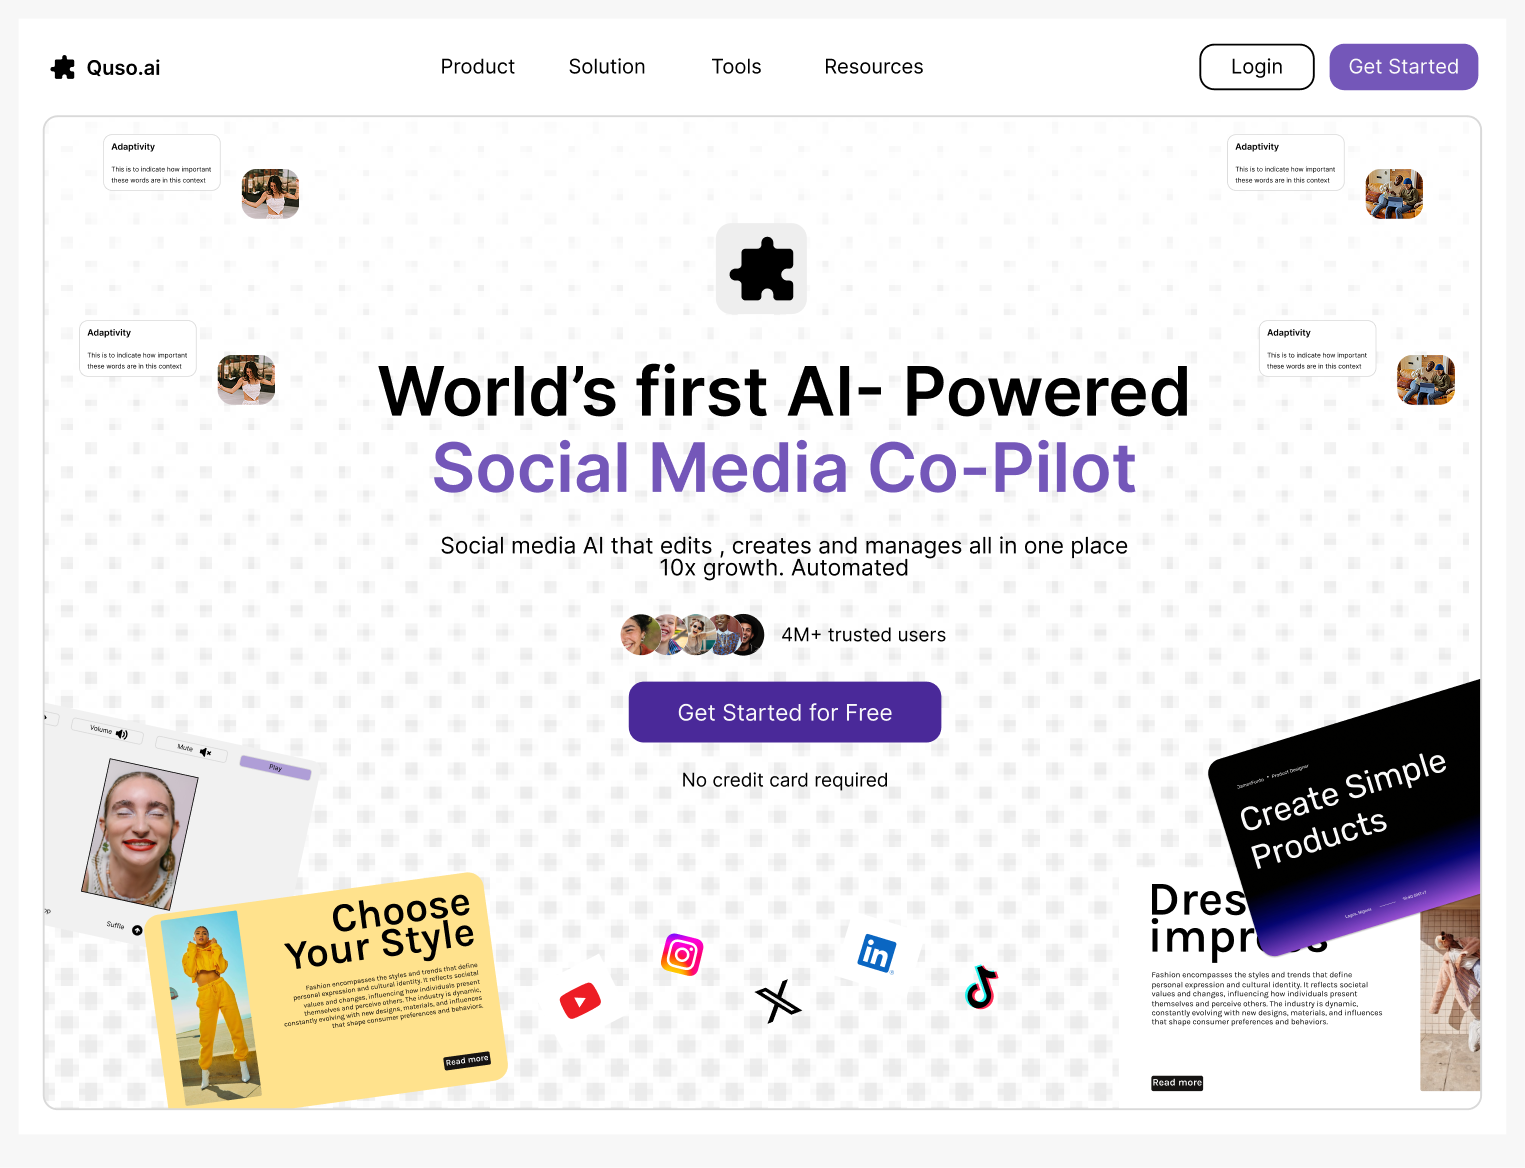 Quso.ai
Product
Solution
Tools
Resources
Login
Get Started
Adaptivity
This is to indicate how important
these words are in this context
Adaptivity
This is to indicate how important
these words are in this context
Adaptivity
This is to indicate how important
these words are in this context
Adaptivity
This is to indicate how important
these words are in this context
World’s first AI- Powered
Social Media Co-Pilot
Social media AI that edits , creates and manages all in one place
10x growth. Automated
4M+ trusted users
Get Started for Free
No credit card required
Volume
Mute
Play
Suffle
Choose
Your Style
Fashion encompasses the styles and trends that define
personal expression and cultural identity. It reflects societal
values and changes, influencing how individuals present
themselves and perceive others. The industry is dynamic,
constantly evolving with new designs, materials, and influences
that shape consumer preferences and behaviors.
Read more
in
Product Designer
Create Simple
Products
Lagos, Nigeria
Dres
impress
Fashion encompasses the styles and trends that define
personal expression and cultural identity. It reflects societal
values and changes, influencing how individuals present
themselves and perceive others. The industry is dynamic,
constantly evolving with new designs, materials, and influences
that shape consumer preferences and behaviors.
Read more